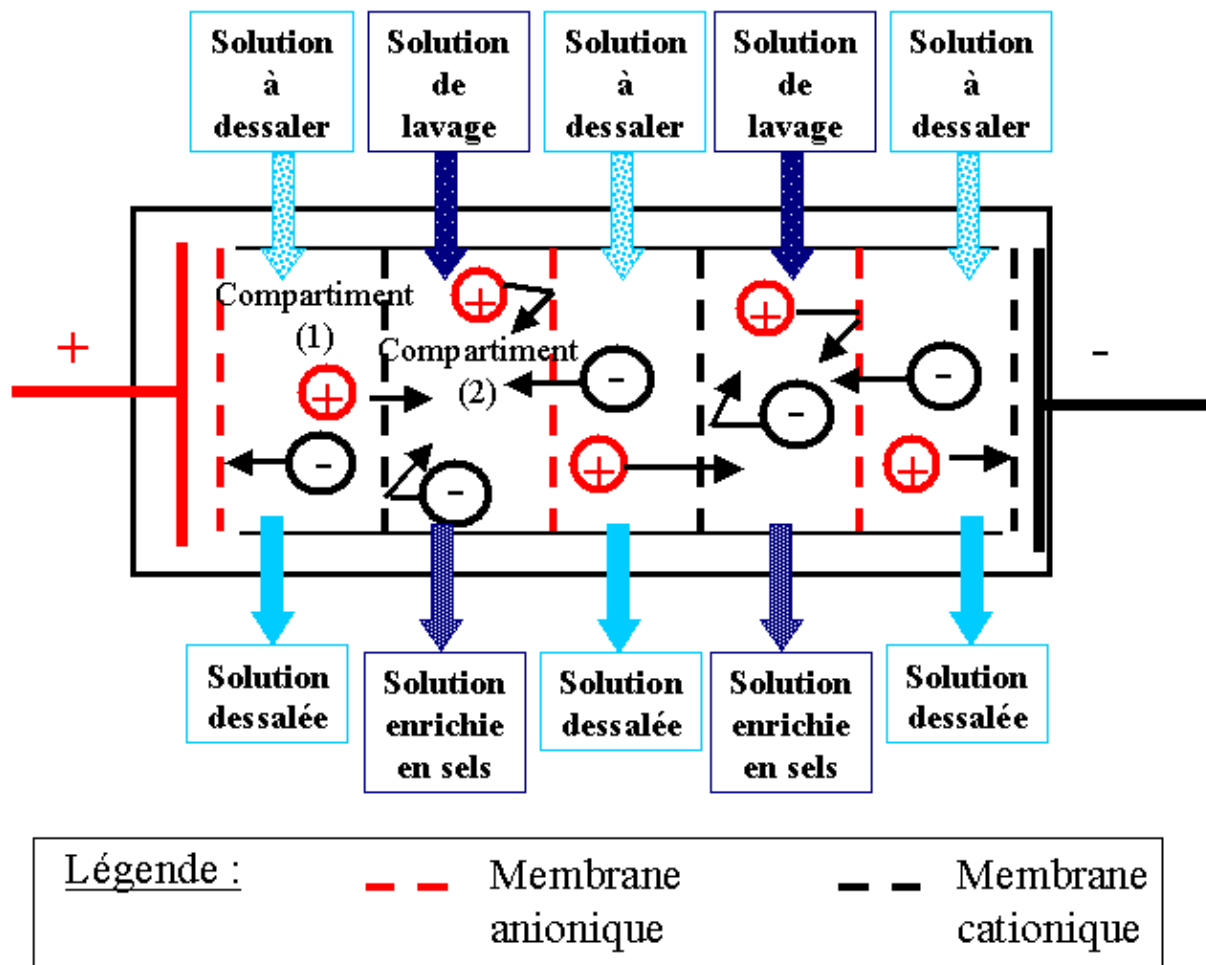 Solution
à
dessaler
Solution
de
lavage
Solution
à
dessaler
Solution
de
lavage
Solution
à
dessaler
+
-
Compartiment
(1)
Compartiment
(2)
+
+
+
-
-
-
-
+
+
-
-
+
Solution
dessalée
Solution
enrichie
en sels
Solution
dessalée
Solution
enrichie
en sels
Solution
dessalée
Légende :
Membrane
anionique
Membrane
cationique